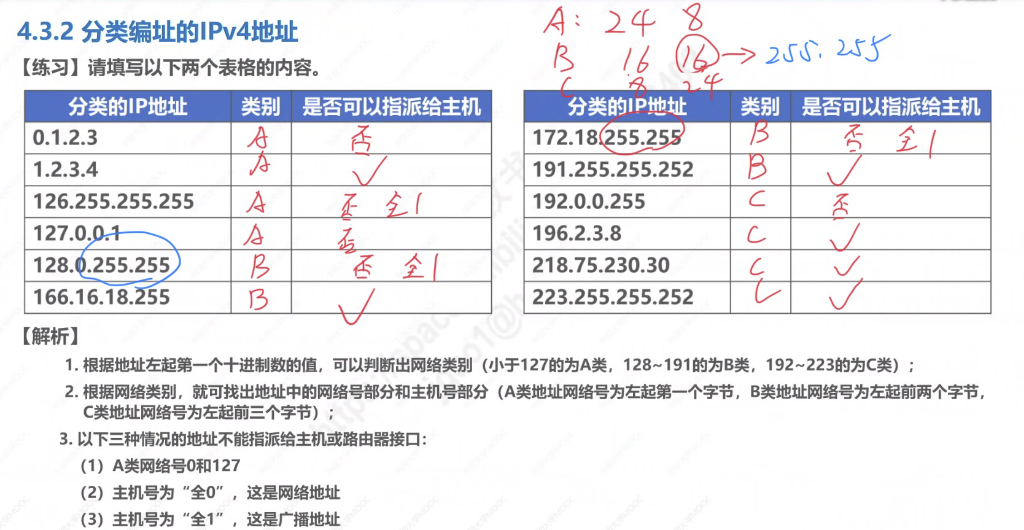 4.3.2 分类编址的IPv4地址
A: 24 8
B 16 16 → 255.255
C 8 24
【练习】请填写以下两个表格的内容。
分类的IP地址 类别 是否可以指派给主机
0.1.2.3 A 否
1.2.3.4 A ✓
126.255.255.255 A 否 全1
127.0.0.1 A 否
128.0.255.255 B 否 全1
166.16.18.255 B ✓
分类的IP地址 类别 是否可以指派给主机
172.18.255.255 B 否 全1
191.255.255.252 B ✓
192.0.0.255 C 否
196.2.3.8 C ✓
218.75.230.30 C ✓
223.255.255.252 C ✓
【解析】
1. 根据地址左起第一个十进制数的值，可以判断出网络类别（小于127的为A类，128~191的为B类，192~223的为C类）；
2. 根据网络类别，就可找出地址中的网络号部分和主机号部分（A类地址网络号为左起第一个字节，B类地址网络号为左起前两个字节，
C类地址网络号为左起前三个字节）；
3. 以下三种情况的地址不能指派给主机或路由器接口：
（1）A类网络号0和127
（2）主机号为“全0”，这是网络地址
（3）主机号为“全1”，这是广播地址